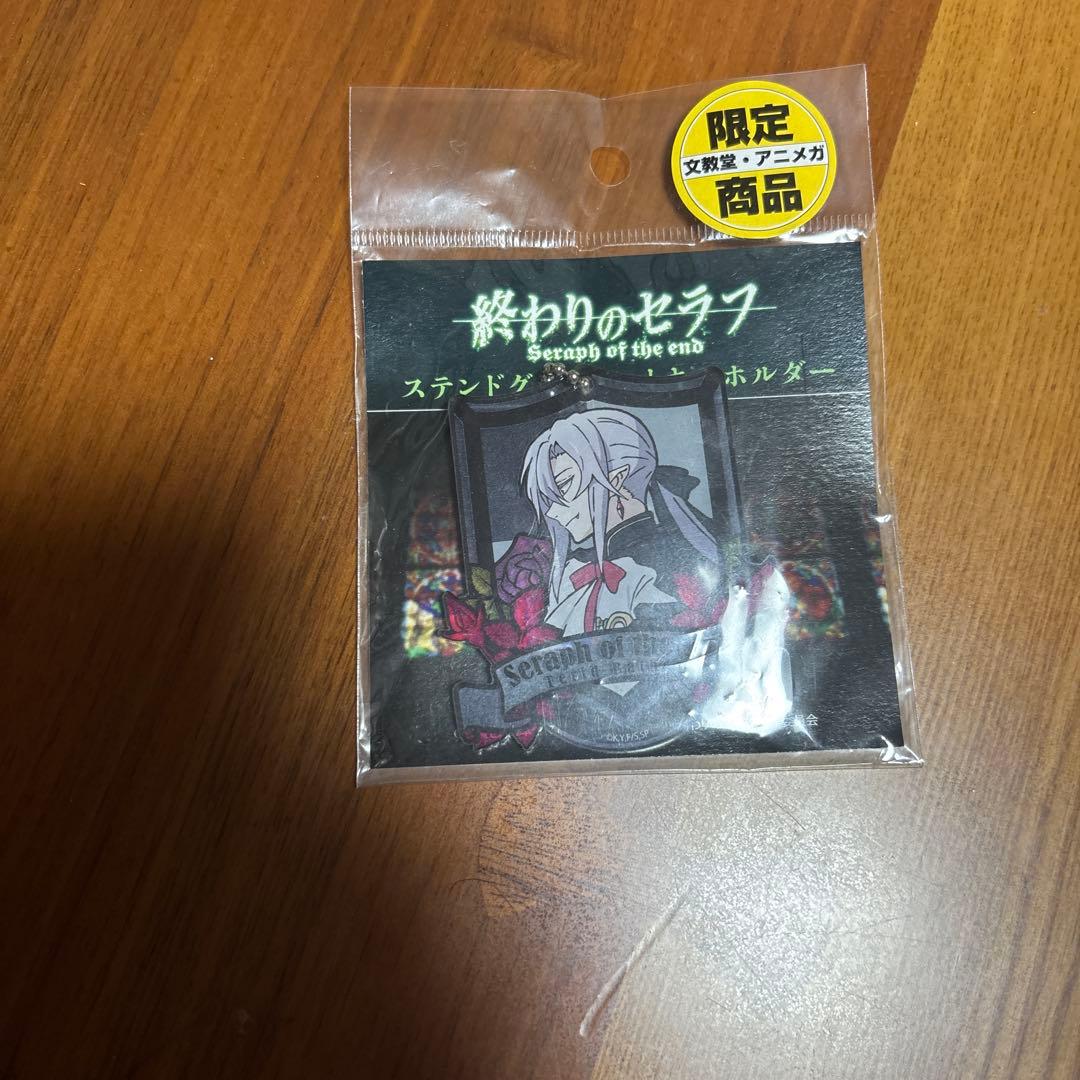 限定
文教堂・アニメガ
商品
終わりのセラフ
Seraph of the end
ステンドグ ホルダー
Seraph of
©K,Y,F/S,SP